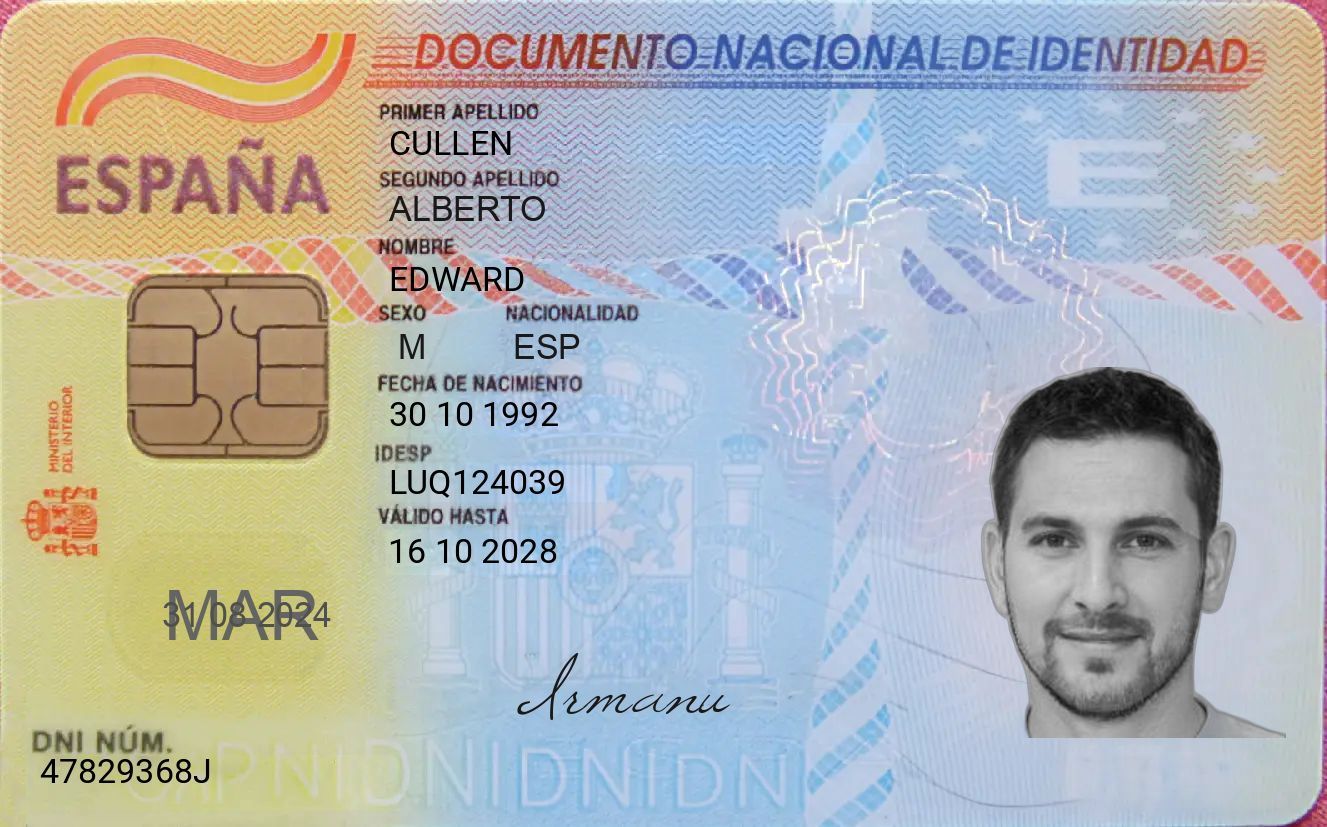 DOCUMENTO NACIONAL DE IDENTIDAD
ESPAÑA
PRIMER APELLIDO
CULLEN
SEGUNDO APELLIDO
ALBERTO
NOMBRE
EDWARD
SEXO NACIONALIDAD
M ESP
FECHA DE NACIMIENTO
30 10 1992
IDESP
LUQ124039
VÁLIDO HASTA
16 10 2028
MINISTERIO
DEL INTERIOR
MAR
31 08 2024
Irmanu
DNI NÚM.
47829368J
E